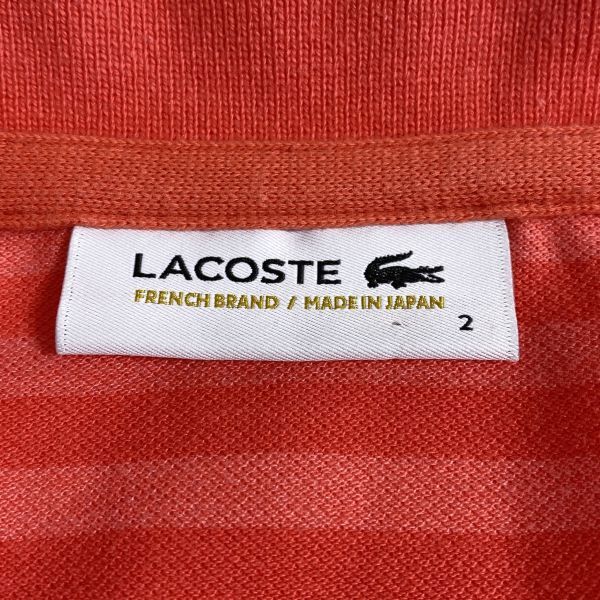 LACOSTE
FRENCH BRAND / MADE IN JAPAN
2